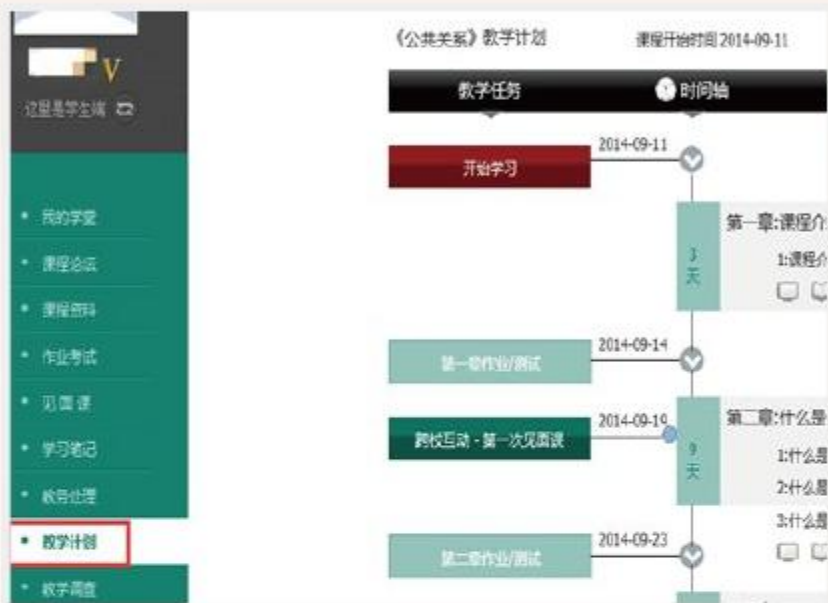 V
这里是学生端
我的学堂
课程论坛
课程资料
作业考试
见面课
学习笔记
教务处理
教学计划
教学调查
《公共关系》教学计划
课程开始时间 2014-09-11
教学任务
时间轴
开始学习
2014-09-11
3天
第一章:课程介
1:课程介
第一章作业/测试
2014-09-14
跨校互动 - 第一次见面课
2014-09-19
9天
第二章:什么是
1:什么是
2:什么是
3:什么是
第二章作业/测试
2014-09-23